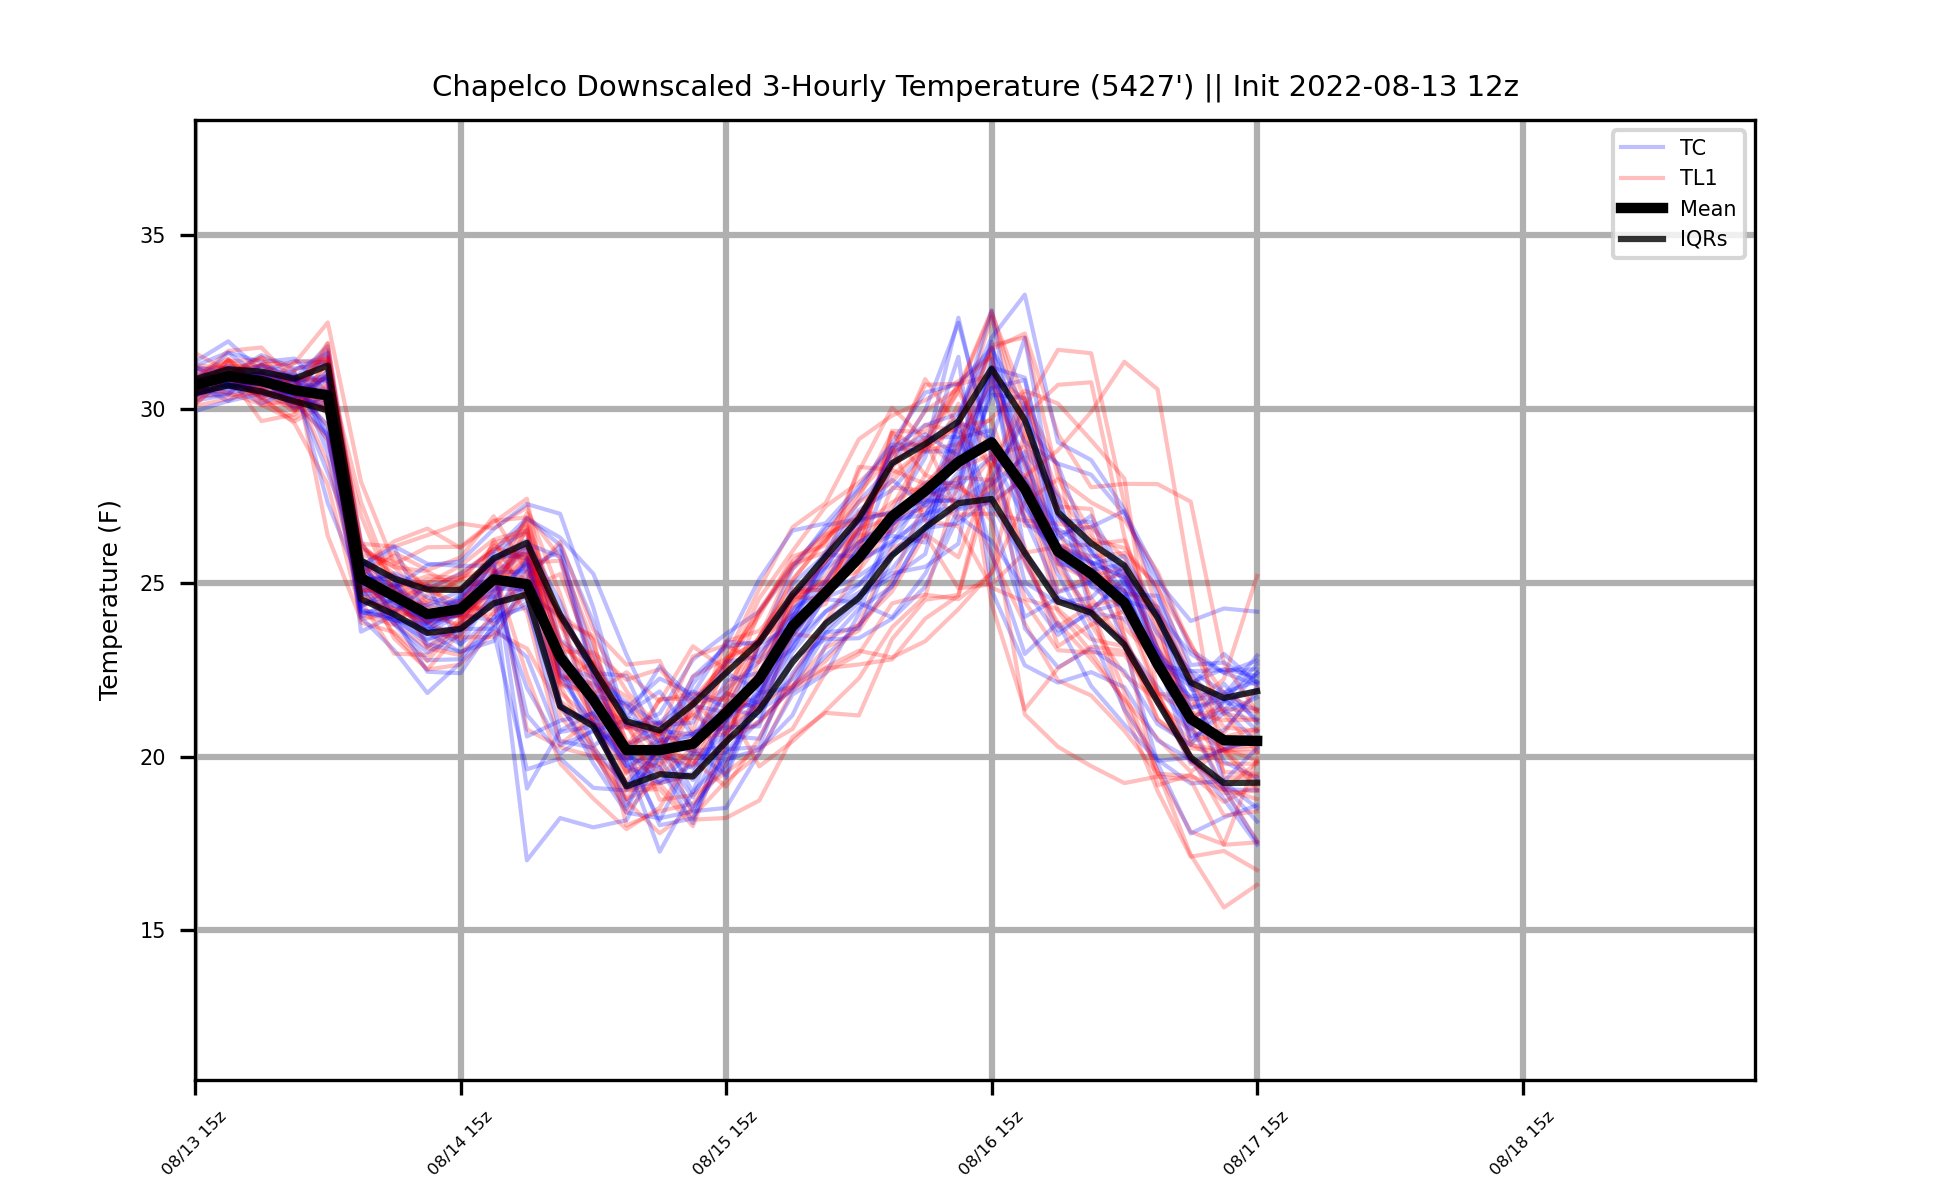 Chapelco Downscaled 3-Hourly Temperature (5427') || Init 2022-08-13 12z
TC
TL1
Mean
IQRs
Temperature (F)
35
30
25
20
15
08/13 15z
08/14 15z
08/15 15z
08/16 15z
08/17 15z
08/18 15z